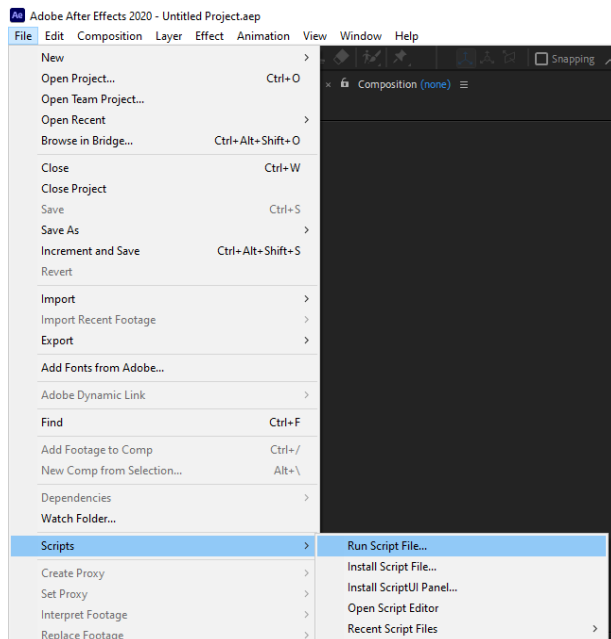 Ae Adobe After Effects 2020 - Untitled Project.aep
File Edit Composition Layer Effect Animation View Window Help
New >
Snapping
Open Project... Ctrl+O
× Composition (none) ≡
Open Team Project...
Open Recent >
Browse in Bridge... Ctrl+Alt+Shift+O
Close Ctrl+W
Close Project
Save Ctrl+S
Save As >
Increment and Save Ctrl+Alt+Shift+S
Revert
Import >
Import Recent Footage >
Export >
Add Fonts from Adobe...
Adobe Dynamic Link >
Find Ctrl+F
Add Footage to Comp Ctrl+/
New Comp from Selection... Alt+\
Dependencies >
Watch Folder...
Scripts >
Run Script File...
Create Proxy >
Install Script File...
Set Proxy >
Install ScriptUI Panel...
Interpret Footage >
Open Script Editor
Replace Footage >
Recent Script Files >